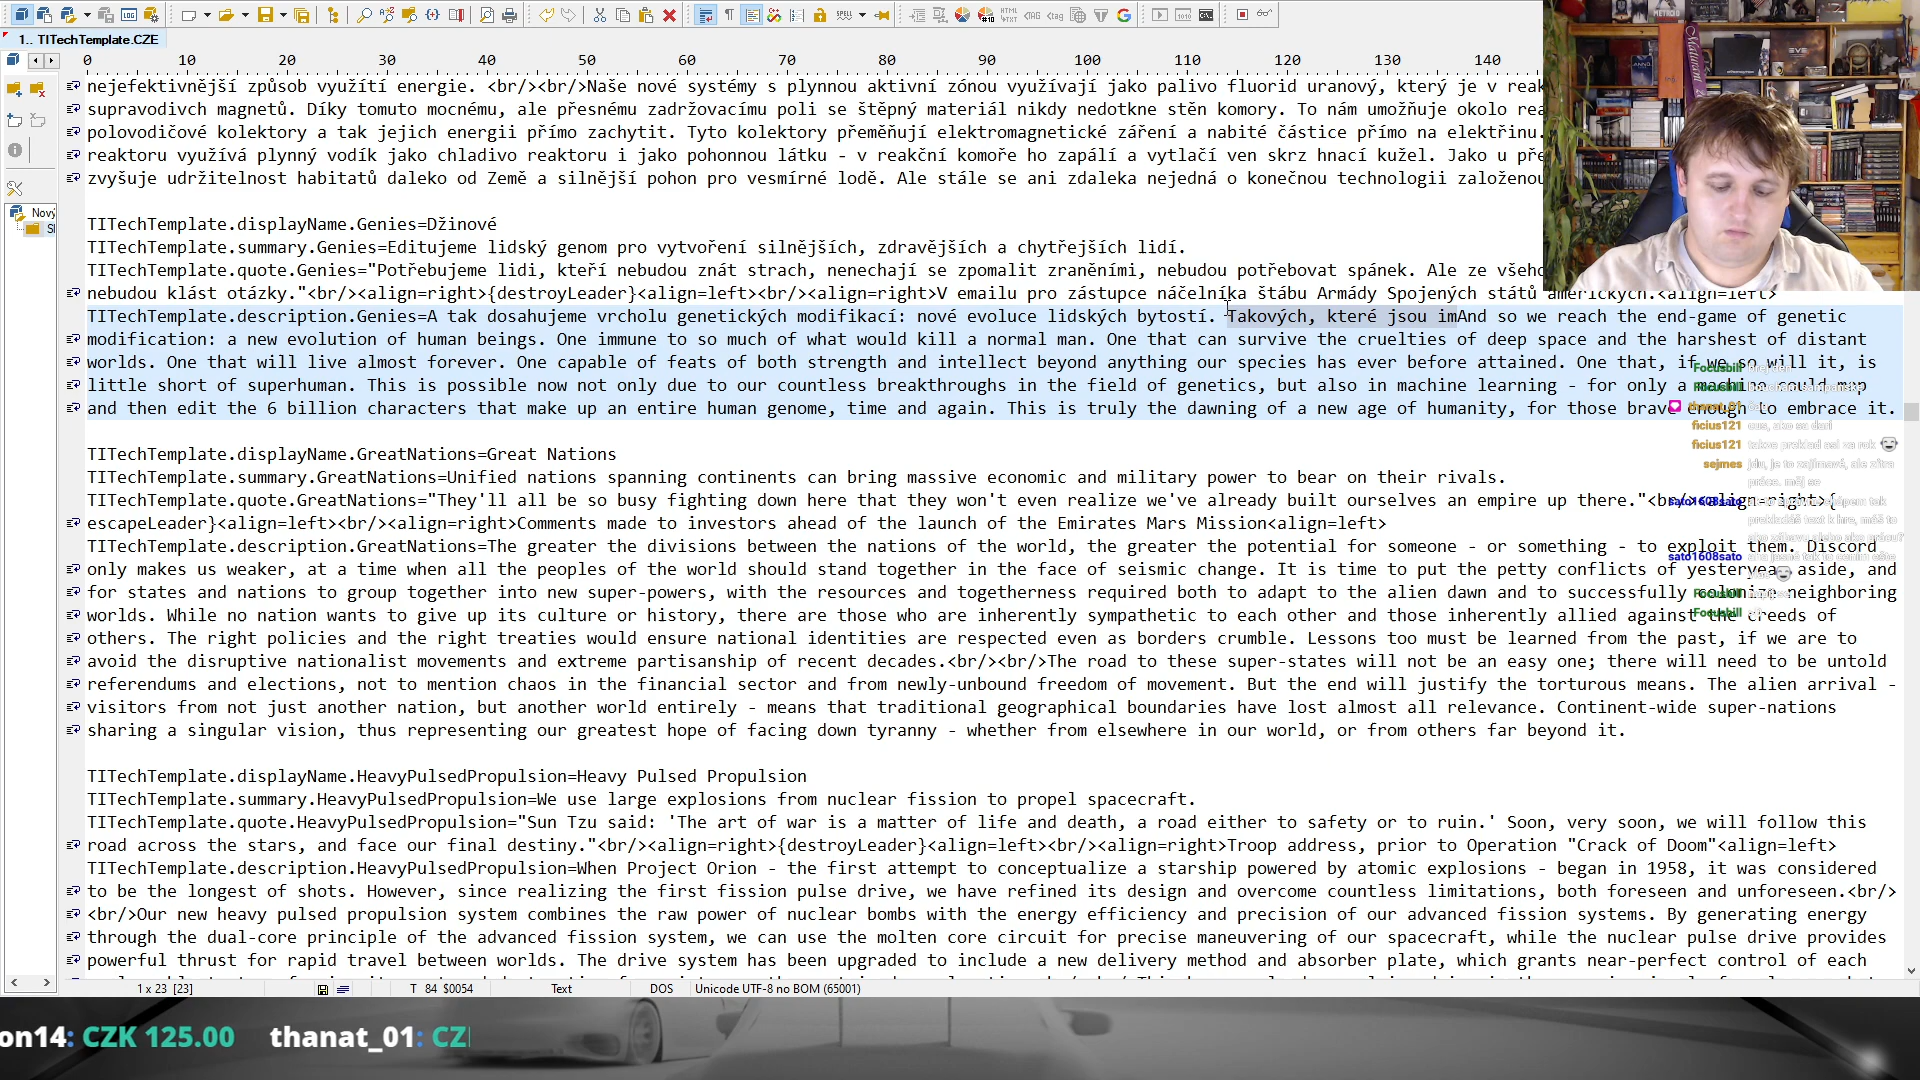 1.. TITechTemplate.CZE
0 10 20 30 40 50 60 70 80 90 100 110 120 130 140
nejefektivnější způsob využítí energie. <br/><br/>Naše nové systémy s plynnou aktivní zónou využívají jako palivo fluorid uranový, který je v reak
supravodivch magnetů. Díky tomuto mocnému, ale přesnému zadržovacímu poli se štěpný materiál nikdy nedotkne stěn komory. To nám umožňuje okolo rea
polovodičové kolektory a tak jejich energii přímo zachytit. Tyto kolektory přeměňují elektromagnetické záření a nabité částice přímo na elektřinu.
reaktoru využívá plynný vodík jako chladivo reaktoru i jako pohonnou látku - v reakční komoře ho zapálí a vytlačí ven skrz hnací kužel. Jako u pře
zvyšuje udržitelnost habitatů daleko od Země a silnější pohon pro vesmírné lodě. Ale stále se ani zdaleka nejedná o konečnou technologii založenou
TITechTemplate.displayName.Genies=Džinové
TITechTemplate.summary.Genies=Editujeme lidský genom pro vytvoření silnějších, zdravějších a chytřejších lidí.
TITechTemplate.quote.Genies="Potřebujeme lidi, kteří nebudou znát strach, nenechají se zpomalit zraněními, nebudou potřebovat spánek. Ale ze všeho
nebudou klást otázky."<br/><align=right>{destroyLeader}<align=left><br/><align=right>V emailu pro zástupce náčelníka štábu Armády Spojených států amerických.<align=left>
TITechTemplate.description.Genies=A tak dosahujeme vrcholu genetických modifikací: nové evoluce lidských bytostí. Takových, které jsou imAnd so we reach the end-game of genetic
modification: a new evolution of human beings. One immune to so much of what would kill a normal man. One that can survive the cruelties of deep space and the harshest of distant
worlds. One that will live almost forever. One capable of feats of both strength and intellect beyond anything our species has ever before attained. One that, if we so will it, is
little short of superhuman. This is possible now not only due to our countless breakthroughs in the field of genetics, but also in machine learning - for only a machine could map
and then edit the 6 billion characters that make up an entire human genome, time and again. This is truly the dawning of a new age of humanity, for those brave enough to embrace it.
TITechTemplate.displayName.GreatNations=Great Nations
TITechTemplate.summary.GreatNations=Unified nations spanning continents can bring massive economic and military power to bear on their rivals.
TITechTemplate.quote.GreatNations="They'll all be so busy fighting down here that they won't even realize we've already built ourselves an empire up there."<br/><align=right>{
escapeLeader}<align=left><br/><align=right>Comments made to investors ahead of the launch of the Emirates Mars Mission<align=left>
TITechTemplate.description.GreatNations=The greater the divisions between the nations of the world, the greater the potential for someone - or something - to exploit them. Discord
only makes us weaker, at a time when all the peoples of the world should stand together in the face of seismic change. It is time to put the petty conflicts of yesteryear aside, and
for states and nations to group together into new super-powers, with the resources and togetherness required both to adapt to the alien dawn and to successfully colonize neighboring
worlds. While no nation wants to give up its culture or history, there are those who are inherently sympathetic to each other and those inherently allied against the creeds of
others. The right policies and the right treaties would ensure national identities are respected even as borders crumble. Lessons too must be learned from the past, if we are to
avoid the disruptive nationalist movements and extreme partisanship of recent decades.<br/><br/>The road to these super-states will not be an easy one; there will need to be untold
referendums and elections, not to mention chaos in the financial sector and from newly-unbound freedom of movement. But the end will justify the torturous means. The alien arrival -
visitors from not just another nation, but another world entirely - means that traditional geographical boundaries have lost almost all relevance. Continent-wide super-nations
sharing a singular vision, thus representing our greatest hope of facing down tyranny - whether from elsewhere in our world, or from others far beyond it.
TITechTemplate.displayName.HeavyPulsedPropulsion=Heavy Pulsed Propulsion
TITechTemplate.summary.HeavyPulsedPropulsion=We use large explosions from nuclear fission to propel spacecraft.
TITechTemplate.quote.HeavyPulsedPropulsion="Sun Tzu said: 'The art of war is a matter of life and death, a road either to safety or to ruin.' Soon, very soon, we will follow this
road across the stars, and face our final destiny."<br/><align=right>{destroyLeader}<align=left><br/><align=right>Troop address, prior to Operation "Crack of Doom"<align=left>
TITechTemplate.description.HeavyPulsedPropulsion=When Project Orion - the first attempt to conceptualize a starship powered by atomic explosions - began in 1958, it was considered
to be the longest of shots. However, since realizing the first fission pulse drive, we have refined its design and overcome countless limitations, both foreseen and unforeseen.<br/>
<br/>Our new heavy pulsed propulsion system combines the raw power of nuclear bombs with the energy efficiency and precision of our advanced fission systems. By generating energy
through the dual-core principle of the advanced fission system, we can use the molten core circuit for precise maneuvering of our spacecraft, while the nuclear pulse drive provides
powerful thrust for rapid travel between worlds. The drive system has been upgraded to include a new delivery method and absorber plate, which grants near-perfect control of each
Nový
Focusbill
Focusbill
thanat_01
ficius121
ficius121
sejmes
sato1608sato
sato1608sato
Focusbill
Focusbill
1 x 23 [23] T 84 $0054 Text DOS Unicode UTF-8 no BOM (65001)
on14: CZK 125.00 thanat_01: CZ